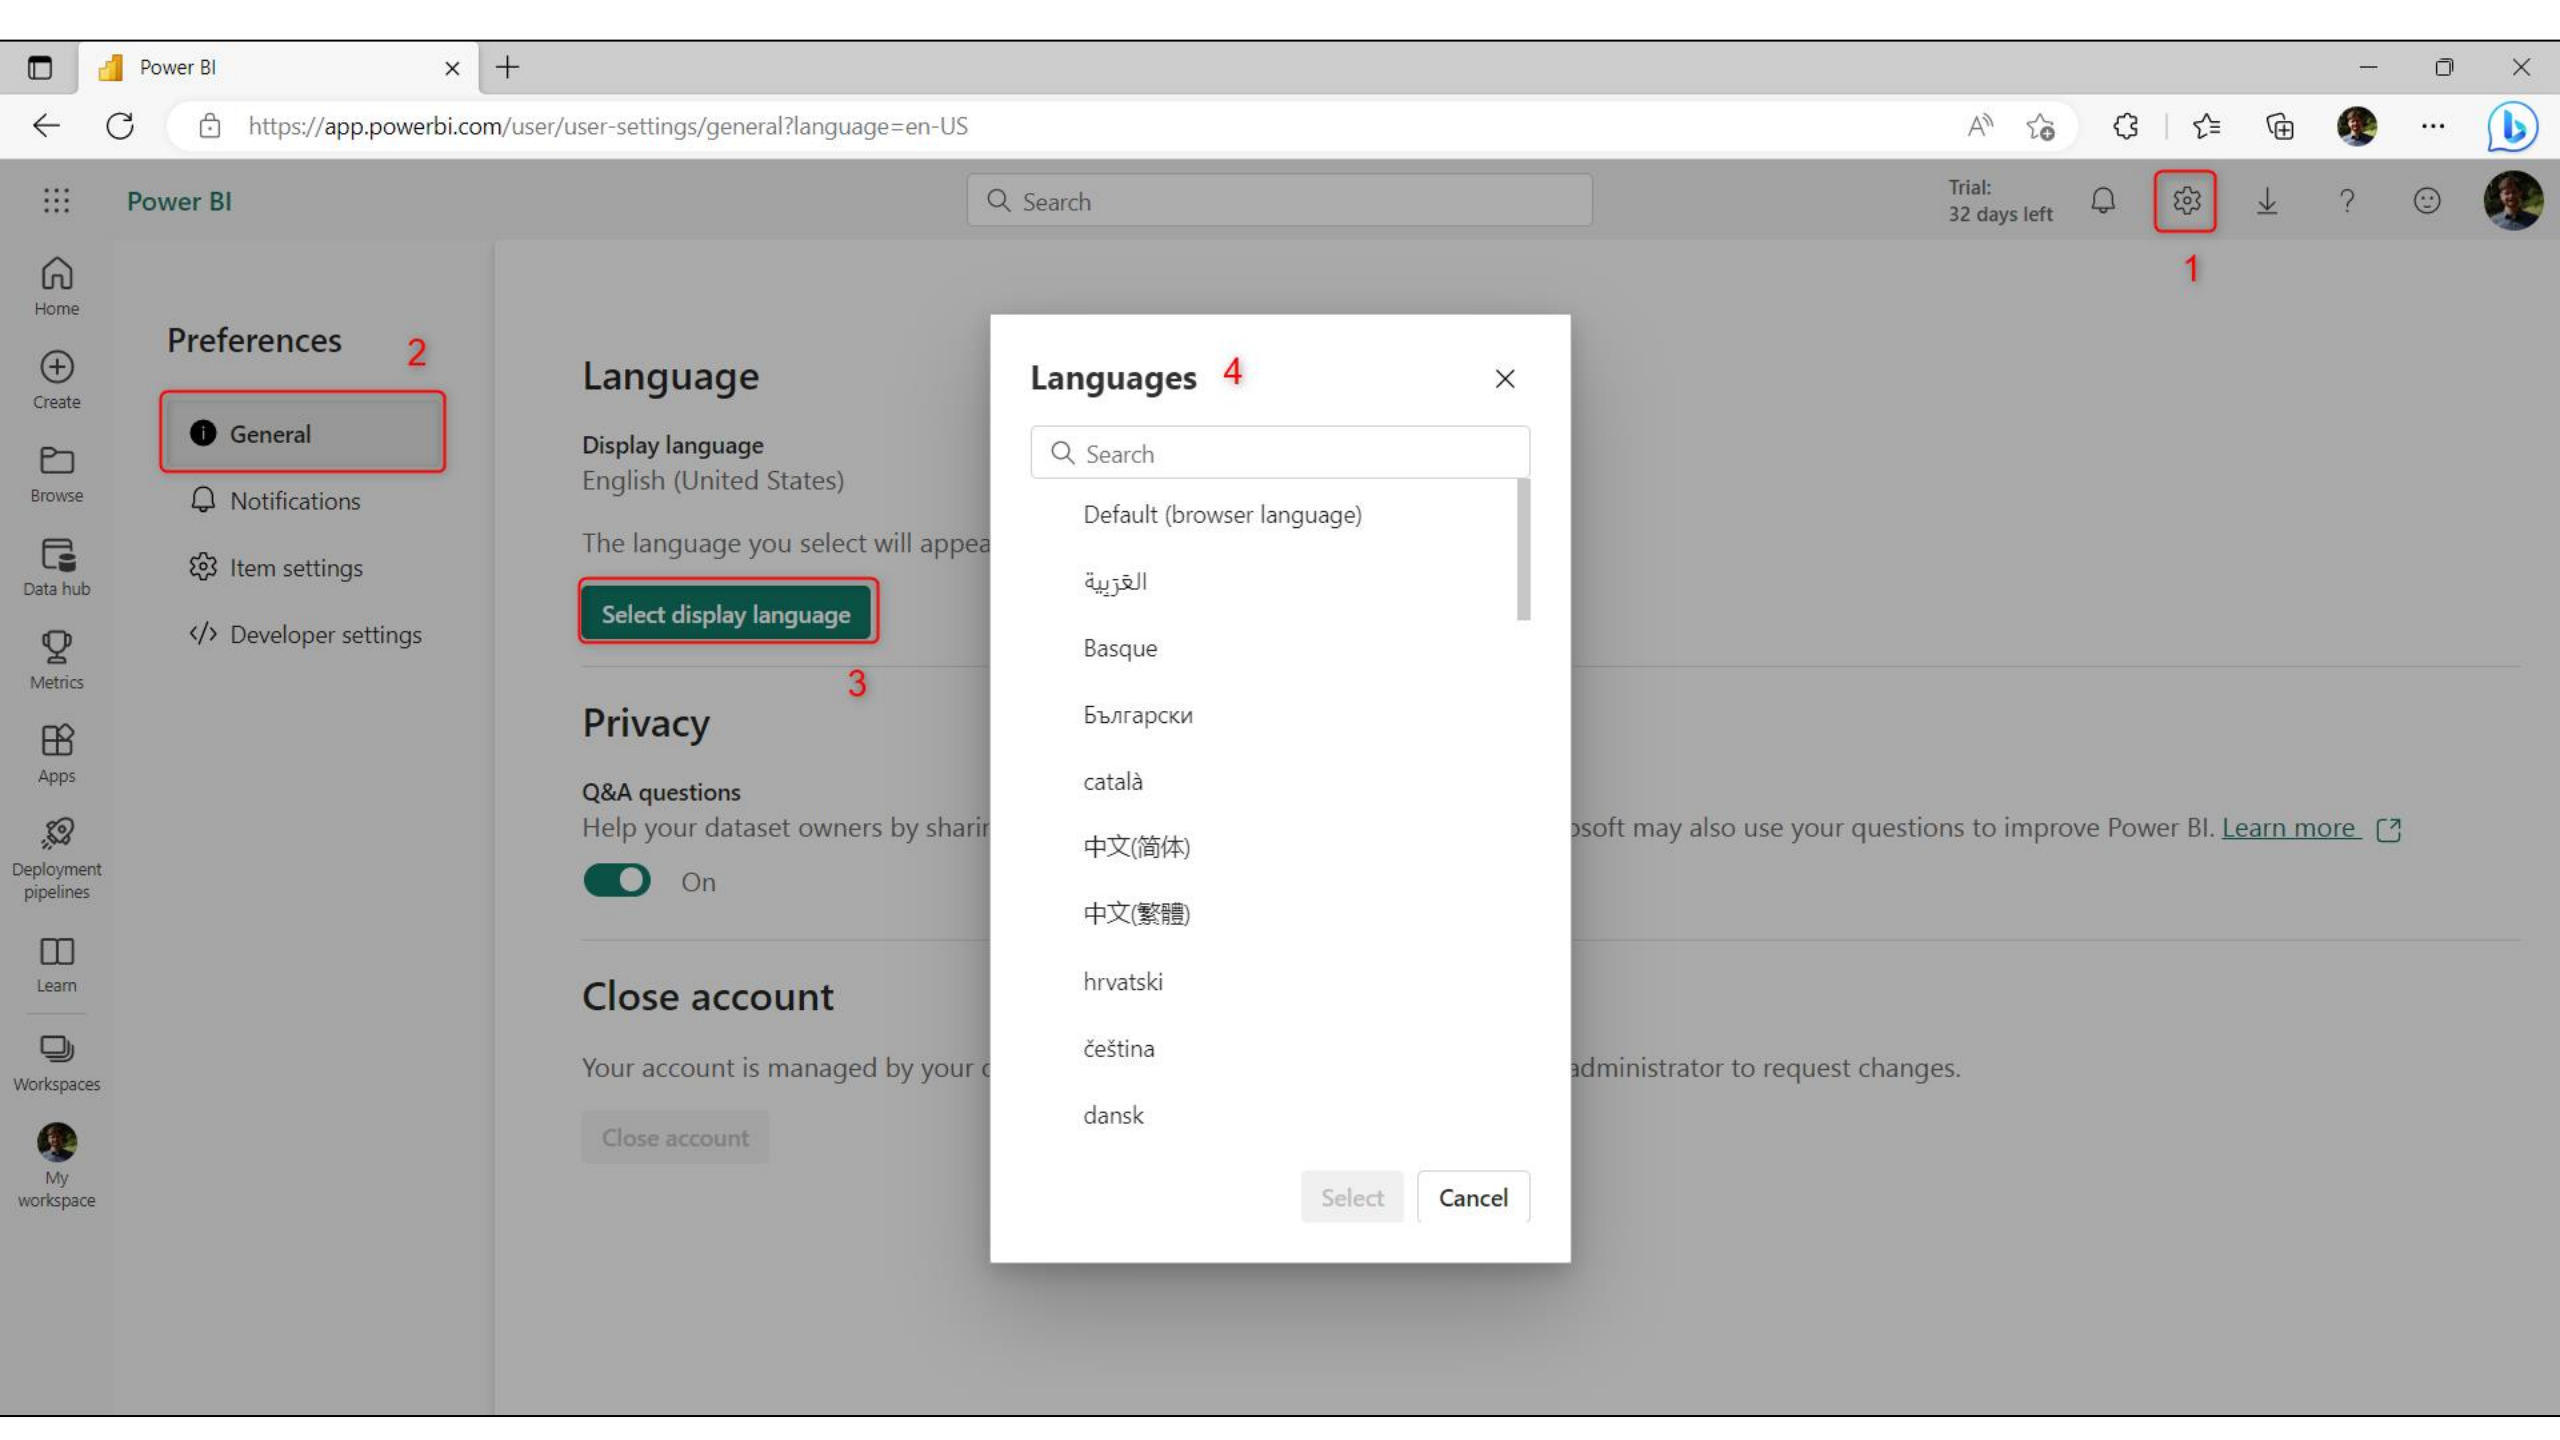 Power BI
https://app.powerbi.com/user/user-settings/general?language=en-US
Power BI
Search
Trial:
32 days left
1
Home
Create
Browse
Data hub
Metrics
Apps
Deployment
pipelines
Learn
Workspaces
My
workspace
Preferences
2
General
Notifications
Item settings
Developer settings
Language
Display language
English (United States)
The language you select will appea
Select display language
3
Privacy
Q&A questions
Help your dataset owners by sharin
osoft may also use your questions to improve Power BI. Learn more
On
Close account
Your account is managed by your o
administrator to request changes.
Close account
Languages 4
Search
Default (browser language)
العَرَبِية
Basque
Български
català
中文(简体)
中文(繁體)
hrvatski
čeština
dansk
Select
Cancel